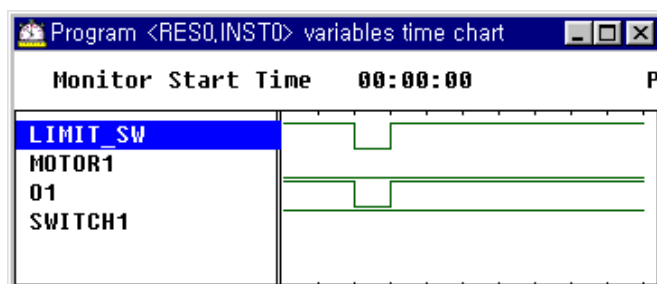 Program <RES0,INST0> variables time chart
Monitor Start Time 00:00:00 P
LIMIT_SW
MOTOR1
O1
SWITCH1